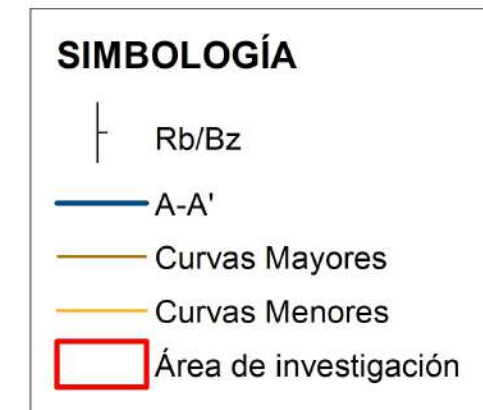 SIMBOLOGÍA
Rb/Bz
A-A'
Curvas Mayores
Curvas Menores
Área de investigación